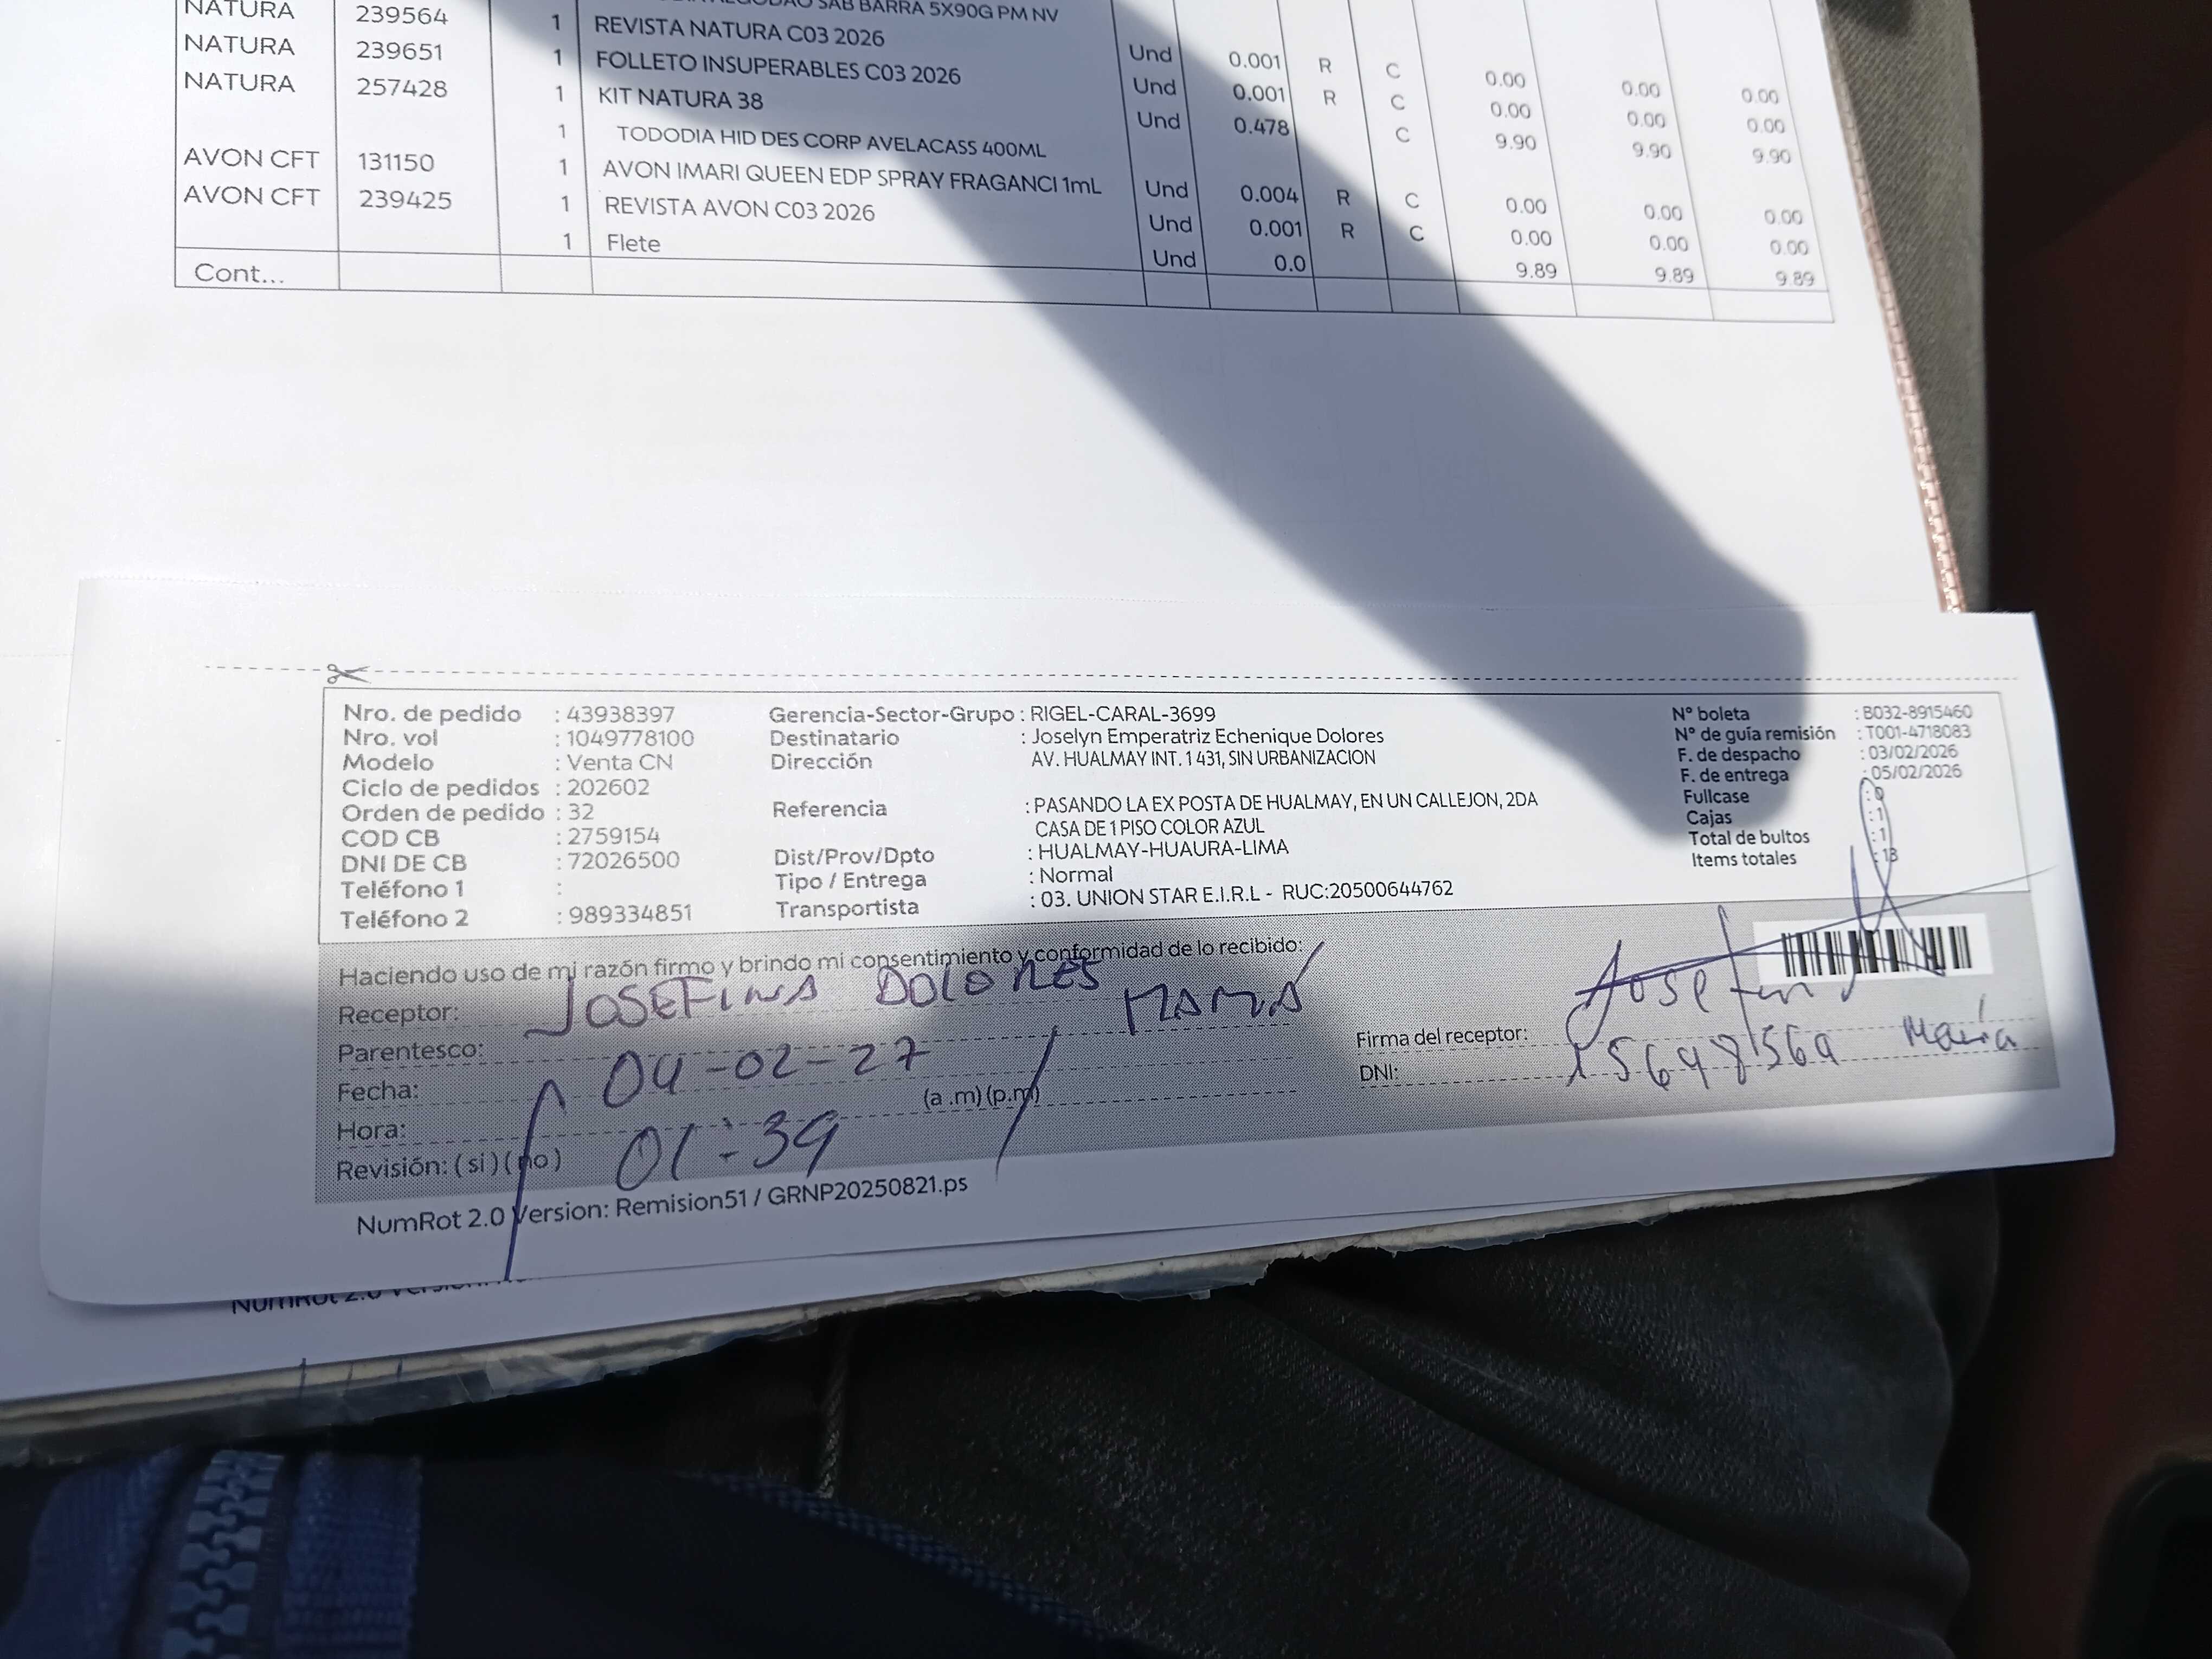 NATURA 239564 SAB BARRA 5X90G PM NV
NATURA 239651 1 REVISTA NATURA C03 2026 Und 0.001 R C 0.00 0.00 0.00
NATURA 257428 1 FOLLETO INSUPERABLES C03 2026 Und 0.001 R C 0.00 0.00 0.00
1 KIT NATURA 38 Und 0.478 C 9.90 9.90 9.90
1 TODODIA HID DES CORP AVELACASS 400ML
AVON CFT 131150 1 AVON IMARI QUEEN EDP SPRAY FRAGANCI 1mL Und 0.004 R C 0.00 0.00 0.00
AVON CFT 239425 1 REVISTA AVON C03 2026 Und 0.001 R C 0.00 0.00 0.00
1 Flete Und 0.0 9.89 9.89 9.89
Cont...
Nro. de pedido : 43938397 Gerencia-Sector-Grupo : RIGEL-CARAL-3699 N° boleta : B032-8915460
Nro. vol : 1049778100 Destinatario : Joselyn Emperatriz Echenique Dolores N° de guía remisión : T001-4718083
Modelo : Venta CN Dirección AV. HUALMAY INT. 1 431, SIN URBANIZACION F. de despacho : 03/02/2026
F. de entrega : 05/02/2026
Ciclo de pedidos : 202602 Referencia : PASANDO LA EX POSTA DE HUALMAY, EN UN CALLEJON, 2DA Fullcase : 0
Orden de pedido : 32 CASA DE 1 PISO COLOR AZUL Cajas : 1
COD CB : 2759154 Dist/Prov/Dpto : HUALMAY-HUAURA-LIMA Total de bultos : 1
DNI DE CB : 72026500 Tipo / Entrega : Normal Items totales : 13
Teléfono 1 : Transportista : 03. UNION STAR E.I.R.L - RUC:20500644762
Teléfono 2 : 989334851
Haciendo uso de mi razón firmo y brindo mi consentimiento y conformidad de lo recibido:
Receptor: JOSEFINA DOLORES
Parentesco: MAMÁ Firma del receptor: Josefin
Fecha: 04-02-27 DNI: María
Hora: 01:39 (a .m) (p.m)
Revisión: (si) (no)
NumRot 2.0 Version: Remision51 / GRNP20250821.ps